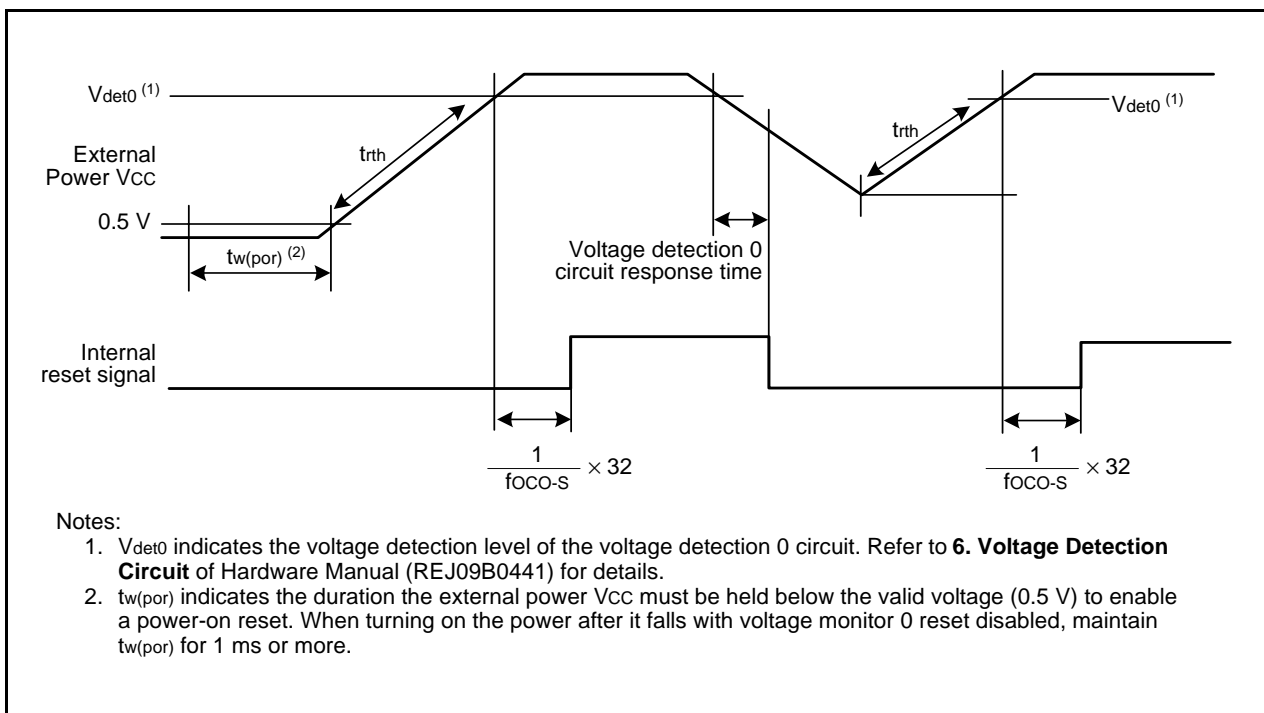 Vdet0 (1)
Vdet0 (1)
trth
trth
External
Power VCC
0.5 V
tw(por) (2)
Voltage detection 0
circuit response time
Internal
reset signal
1
fOCO-S
× 32
1
fOCO-S
× 32
Notes:
1. Vdet0 indicates the voltage detection level of the voltage detection 0 circuit. Refer to 6. Voltage Detection
Circuit of Hardware Manual (REJ09B0441) for details.
2. tw(por) indicates the duration the external power VCC must be held below the valid voltage (0.5 V) to enable
a power-on reset. When turning on the power after it falls with voltage monitor 0 reset disabled, maintain
tw(por) for 1 ms or more.